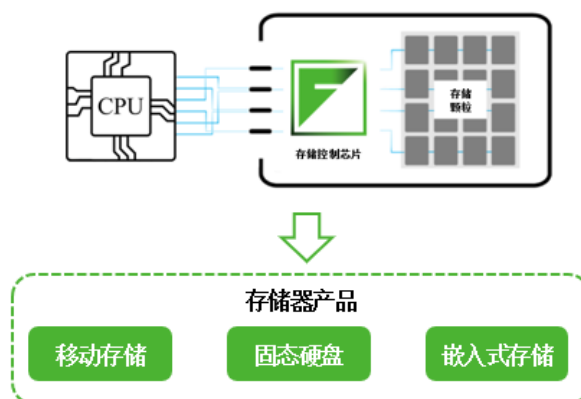 CPU
存储控制芯片
存储
颗粒
存储器产品
移动存储
固态硬盘
嵌入式存储